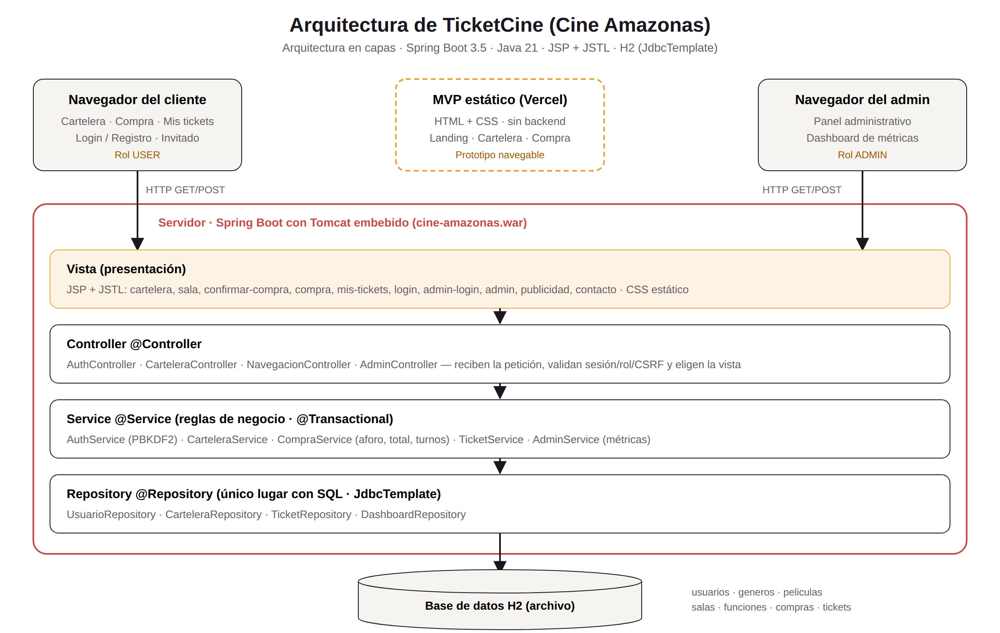 Arquitectura de TicketCine (Cine Amazonas)
Arquitectura en capas · Spring Boot 3.5 · Java 21 · JSP + JSTL · H2 (JdbcTemplate)
Navegador del cliente
Cartelera · Compra · Mis tickets
Login / Registro · Invitado
Rol USER
MVP estático (Vercel)
HTML + CSS · sin backend
Landing · Cartelera · Compra
Prototipo navegable
Navegador del admin
Panel administrativo
Dashboard de métricas
Rol ADMIN
HTTP GET/POST
HTTP GET/POST
Servidor · Spring Boot con Tomcat embebido (cine-amazonas.war)
Vista (presentación)
JSP + JSTL: cartelera, sala, confirmar-compra, compra, mis-tickets, login, admin-login, admin, publicidad, contacto · CSS estático
Controller @Controller
AuthController · CarteleraController · NavegacionController · AdminController — reciben la petición, validan sesión/rol/CSRF y eligen la vista
Service @Service (reglas de negocio · @Transactional)
AuthService (PBKDF2) · CarteleraService · CompraService (aforo, total, turnos) · TicketService · AdminService (métricas)
Repository @Repository (único lugar con SQL · JdbcTemplate)
UsuarioRepository · CarteleraRepository · TicketRepository · DashboardRepository
Base de datos H2 (archivo)
usuarios · generos · peliculas
salas · funciones · compras · tickets